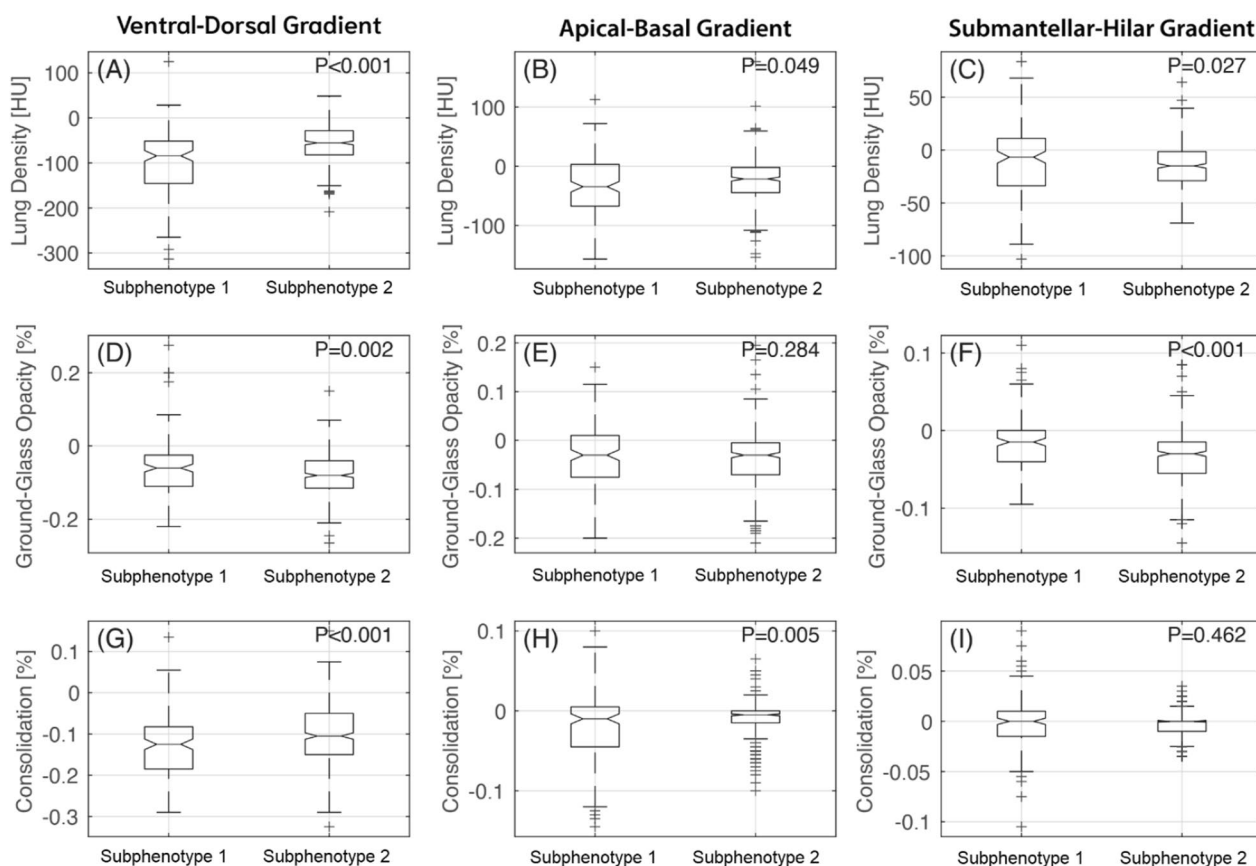 Ventral-Dorsal Gradient
Apical-Basal Gradient
Submantellar-Hilar Gradient
(A)
P<0.001
Lung Density [HU]
100
0
-100
-200
-300
Subphenotype 1
Subphenotype 2
(B)
P=0.049
Lung Density [HU]
100
0
-100
Subphenotype 1
Subphenotype 2
(C)
P=0.027
Lung Density [HU]
50
0
-50
-100
Subphenotype 1
Subphenotype 2
(D)
P=0.002
Ground-Glass Opacity [%]
0.2
0
-0.2
Subphenotype 1
Subphenotype 2
(E)
P=0.284
Ground-Glass Opacity [%]
0.2
0.1
0
-0.1
-0.2
Subphenotype 1
Subphenotype 2
(F)
P<0.001
Ground-Glass Opacity [%]
0.1
0
-0.1
Subphenotype 1
Subphenotype 2
(G)
P<0.001
Consolidation [%]
0.1
0
-0.1
-0.2
-0.3
Subphenotype 1
Subphenotype 2
(H)
P=0.005
Consolidation [%]
0.1
0
-0.1
Subphenotype 1
Subphenotype 2
(I)
P=0.462
Consolidation [%]
0.05
0
-0.05
-0.1
Subphenotype 1
Subphenotype 2